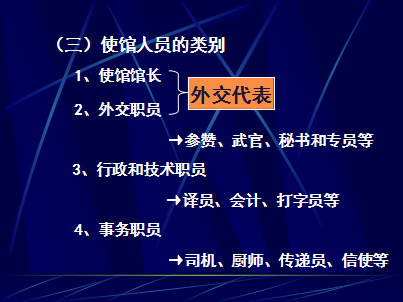 （三）使馆人员的类别
1、使馆馆长
外交代表
2、外交职员
→参赞、武官、秘书和专员等
3、行政和技术职员
→译员、会计、打字员等
4、事务职员
→司机、厨师、传递员、信使等